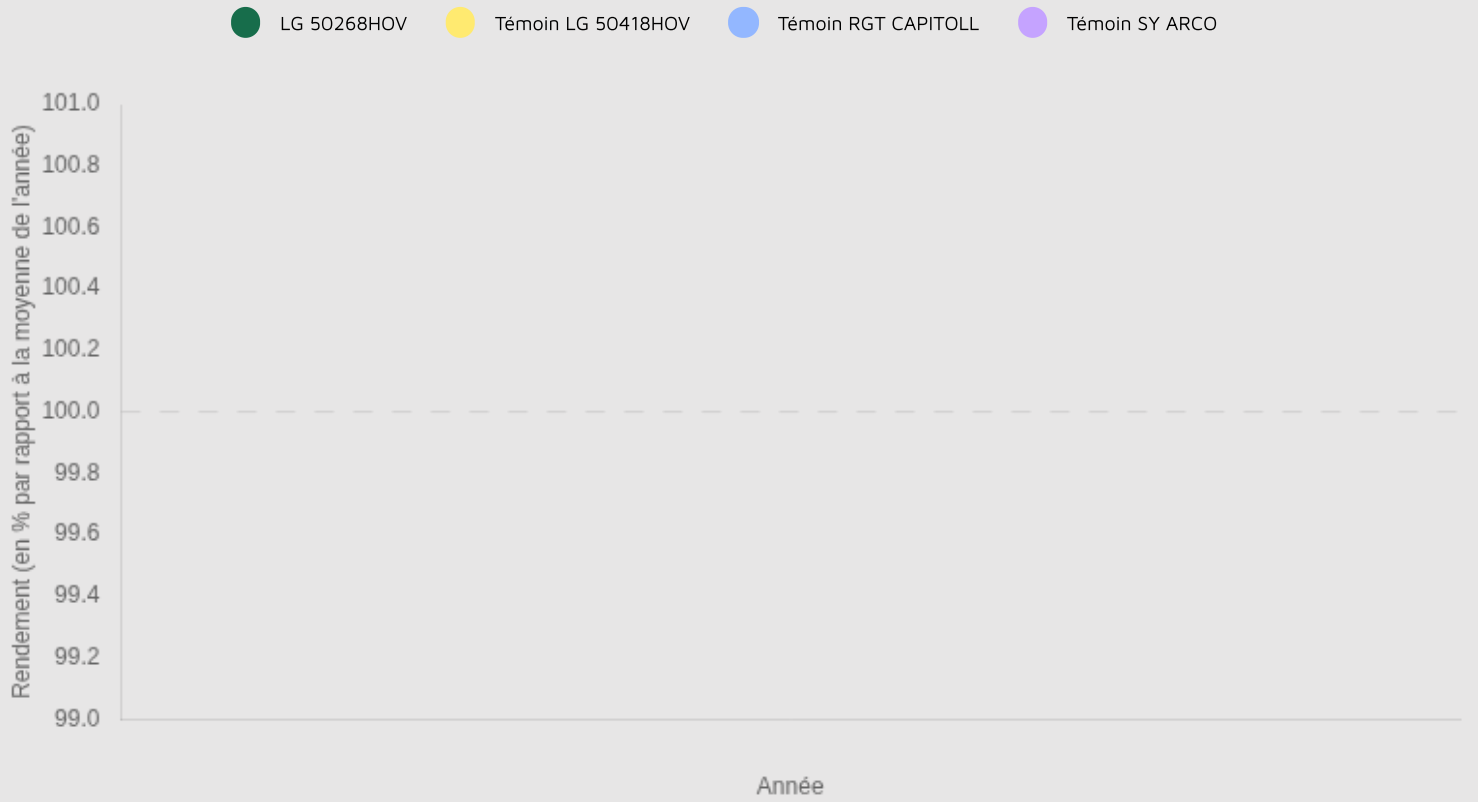 LG 50268HOV
Témoin LG 50418HOV
Témoin RGT CAPITOLL
Témoin SY ARCO
Rendement (en % par rapport à la moyenne de l'année)
101.0
100.8
100.6
100.4
100.2
100.0
99.8
99.6
99.4
99.2
99.0
Année